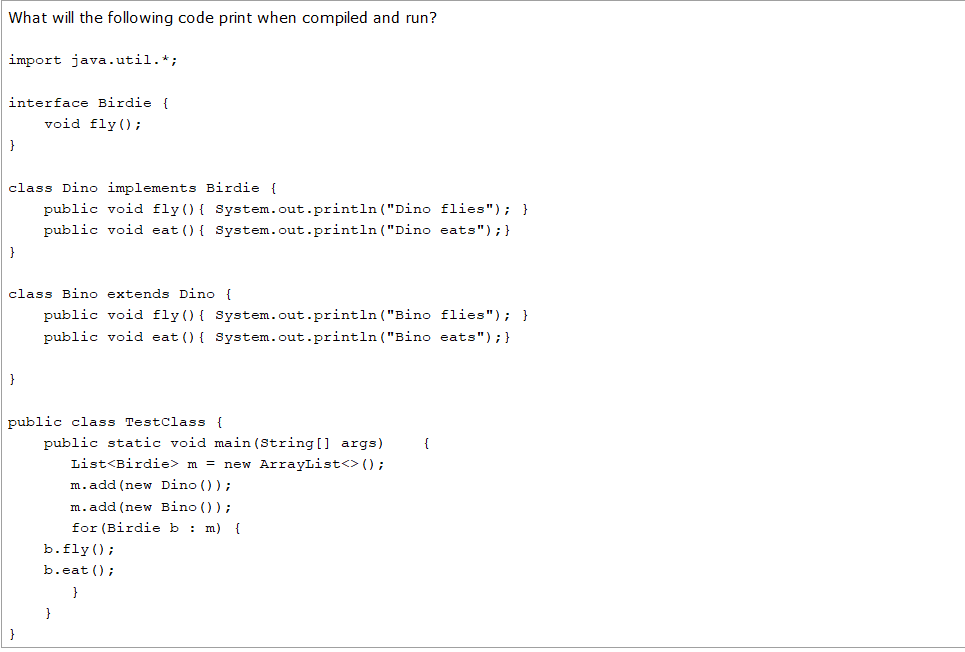 What will the following code print when compiled and run?
import java.util.*;
interface Birdie {
void fly();
}
class Dino implements Birdie {
public void fly(){ System.out.println("Dino flies"); }
public void eat(){ System.out.println("Dino eats");}
}
class Bino extends Dino {
public void fly(){ System.out.println("Bino flies"); }
public void eat(){ System.out.println("Bino eats");}
}
public class TestClass {
public static void main(String[] args)    {
List<Birdie> m = new ArrayList<>();
m.add(new Dino());
m.add(new Bino());
for(Birdie b : m) {
b.fly();
b.eat();
}
}
}